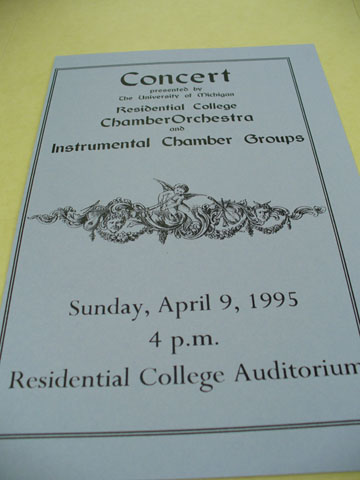 Concert
presented by
The University of Michigan
Residential College
ChamberOrchestra
and
Instrumental Chamber Groups
Sunday, April 9, 1995
4 p.m.
Residential College Auditorium